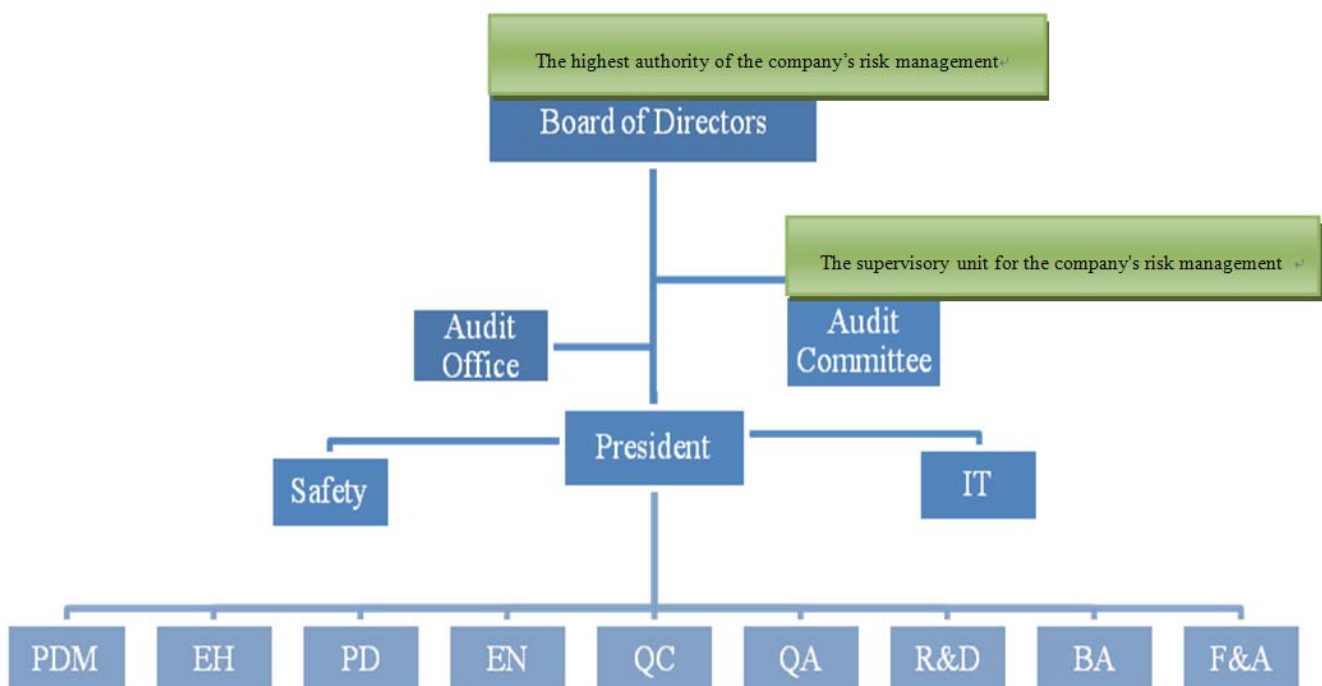 The highest authority of the company's risk management↵
Board of Directors
The supervisory unit for the company's risk management ↵
Audit
Office
Audit
Committee
President
Safety
IT
PDM
EH
PD
EN
QC
QA
R&D
BA
F&A